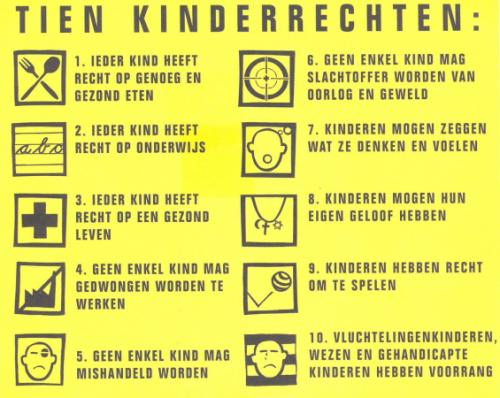 TIEN KINDERRECHTEN:
1. IEDER KIND HEEFT
RECHT OP GENOEG EN
GEZOND ETEN
abc
2. IEDER KIND HEEFT
RECHT OP ONDERWIJS
3. IEDER KIND HEEFT
RECHT OP EEN GEZOND
LEVEN
4. GEEN ENKEL KIND MAG
GEDWONGEN WORDEN TE
WERKEN
5. GEEN ENKEL KIND MAG
MISHANDELD WORDEN
6. GEEN ENKEL KIND MAG
SLACHTOFFER WORDEN VAN
OORLOG EN GEWELD
7. KINDEREN MOGEN ZEGGEN
WAT ZE DENKEN EN VOELEN
8. KINDEREN MOGEN HUN
EIGEN GELOOF HEBBEN
9. KINDEREN HEBBEN RECHT
OM TE SPELEN
10. VLUCHTELINGENKINDEREN,
WEZEN EN GEHANDICAPTE
KINDEREN HEBBEN VOORRANG